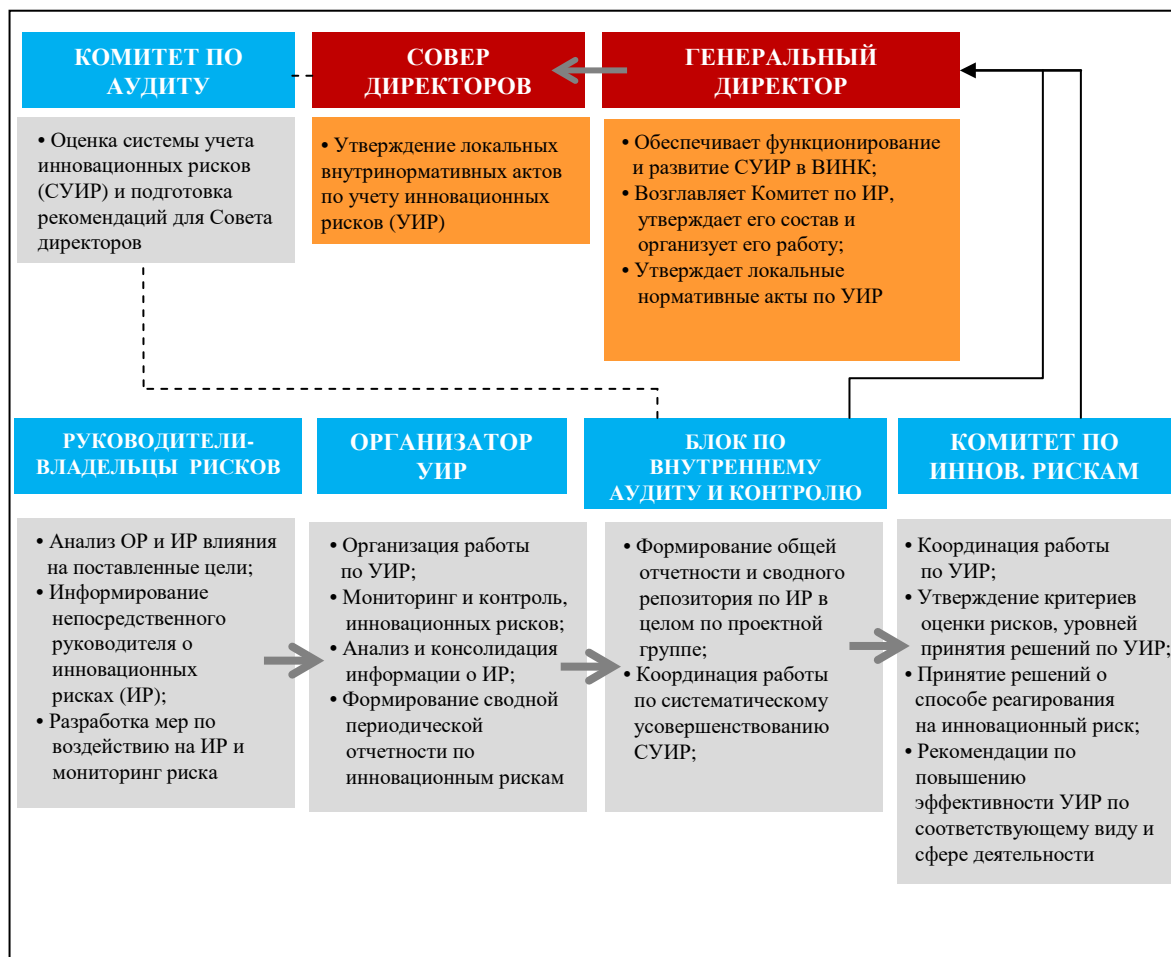 КОМИТЕТ ПО
АУДИТУ
СОВЕР
ДИРЕКТОРОВ
ГЕНЕРАЛЬНЫЙ
ДИРЕКТОР
• Оценка системы учета
инновационных рисков
(СУИР) и подготовка
рекомендаций для Совета
директоров
• Утверждение локальных
внутринормативных актов
по учету инновационных
рисков (УИР)
• Обеспечивает функционирование
и развитие СУИР в ВИНК;
• Возглавляет Комитет по ИР,
утверждает его состав и
организует его работу;
• Утверждает локальные
нормативные акты по УИР
РУКОВОДИТЕЛИ-
ВЛАДЕЛЬЦЫ РИСКОВ
ОРГАНИЗАТОР
УИР
БЛОК ПО
ВНУТРЕННЕМУ
АУДИТУ И КОНТРОЛЮ
КОМИТЕТ ПО
ИННОВ. РИСКАМ
• Анализ ОР и ИР влияния
на поставленные цели;
• Информирование
непосредственного
руководителя о
инновационных
рисках (ИР);
• Разработка мер по
воздействию на ИР и
мониторинг риска
• Организация работы
по УИР;
• Мониторинг и контроль,
инновационных рисков;
• Анализ и консолидация
информации о ИР;
• Формирование сводной
периодической
отчетности по
инновационным рискам
• Формирование общей
отчетности и сводного
репозитория по ИР в
целом по проектной
группе;
• Координация работы
по систематическому
усовершенствованию
СУИР;
• Координация работы
по УИР;
• Утверждение критериев
оценки рисков, уровней
принятия решений по УИР;
• Принятие решений о
способе реагирования
на инновационный риск;
• Рекомендации по
повышению
эффективности УИР по
соответствующему виду и
сфере деятельности